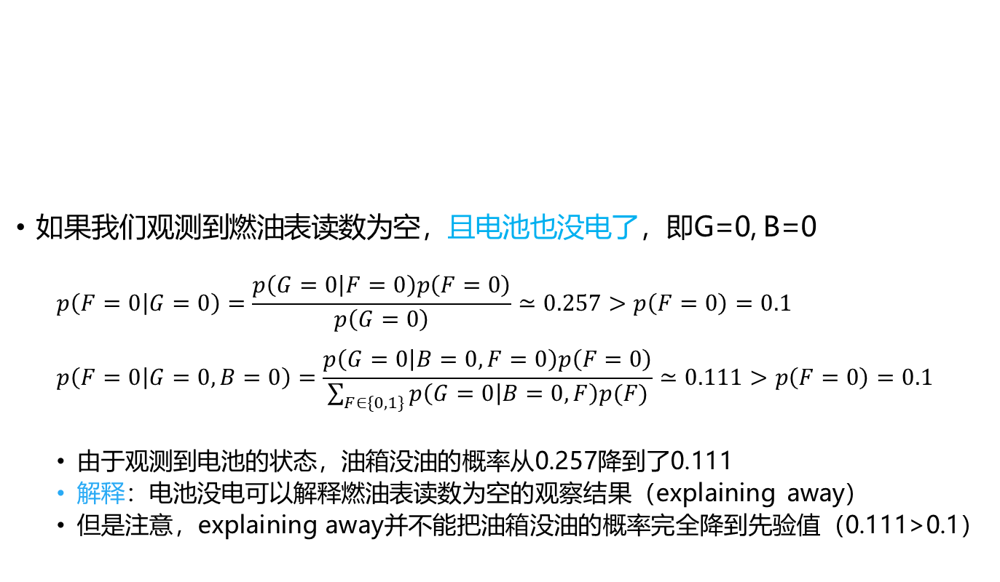 • 如果我们观测到燃油表读数为空，且电池也没电了，即G=0, B=0
p(F = 0|G = 0) = \frac{p(G = 0|F = 0)p(F = 0)}{p(G = 0)} ≃ 0.257 > p(F = 0) = 0.1
p(F = 0|G = 0, B = 0) = \frac{p(G = 0|B = 0, F = 0)p(F = 0)}{∑_{F∈{0,1}} p(G = 0|B = 0, F)p(F)} ≃ 0.111 > p(F = 0) = 0.1
• 由于观测到电池的状态，油箱没油的概率从0.257降到了0.111
• 解释：电池没电可以解释燃油表读数为空的观察结果（explaining away）
• 但是注意，explaining away并不能把油箱没油的概率完全降到先验值（0.111>0.1）